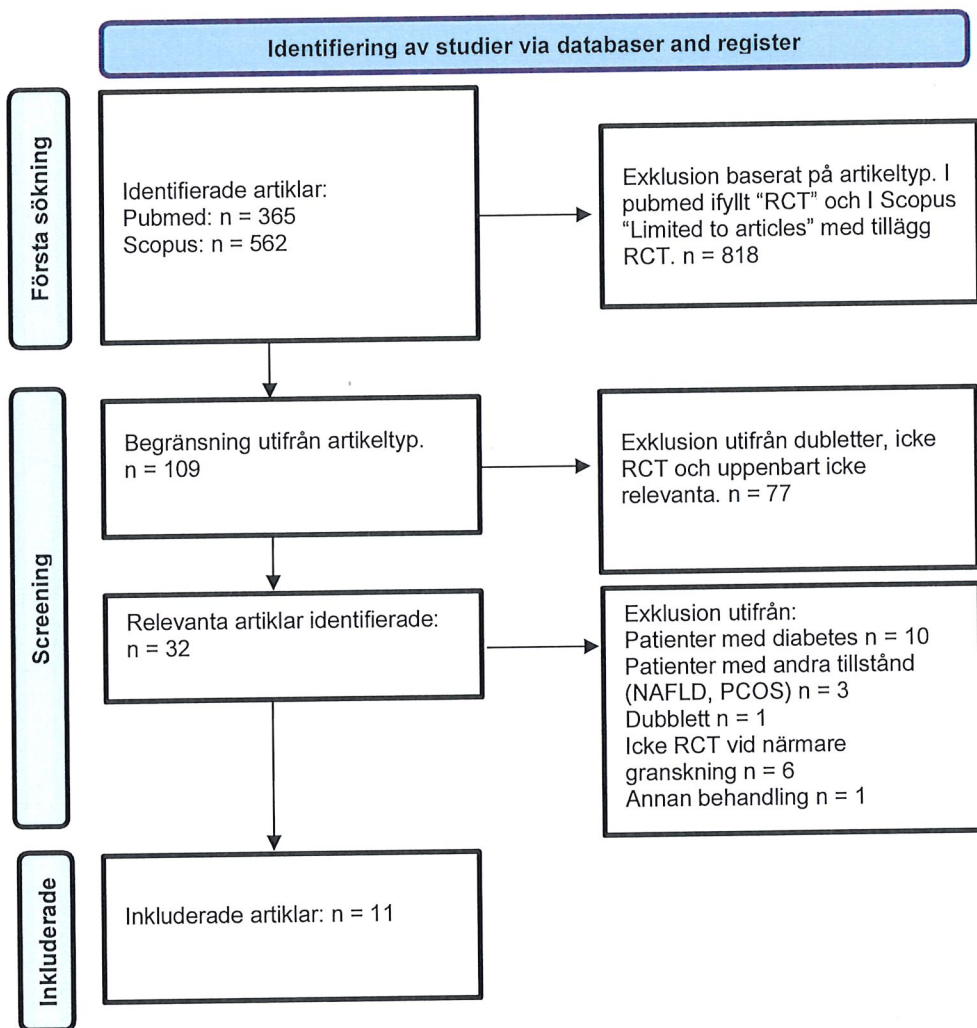 Identifiering av studier via databaser and register
Första sökning
Identifierade artiklar:
Pubmed: n = 365
Scopus: n = 562
Exklusion baserat på artikeltyp. I
pubmed ifyllt “RCT” och I Scopus
“Limited to articles” med tillägg
RCT. n = 818
Screening
Begränsning utifrån artikeltyp.
n = 109
Exklusion utifrån dubletter, icke
RCT och uppenbart icke
relevanta. n = 77
Relevanta artiklar identifierade:
n = 32
Exklusion utifrån:
Patienter med diabetes n = 10
Patienter med andra tillstånd
(NAFLD, PCOS) n = 3
Dubblett n = 1
Icke RCT vid närmare
granskning n = 6
Annan behandling n = 1
Inkluderade
Inkluderade artiklar: n = 11